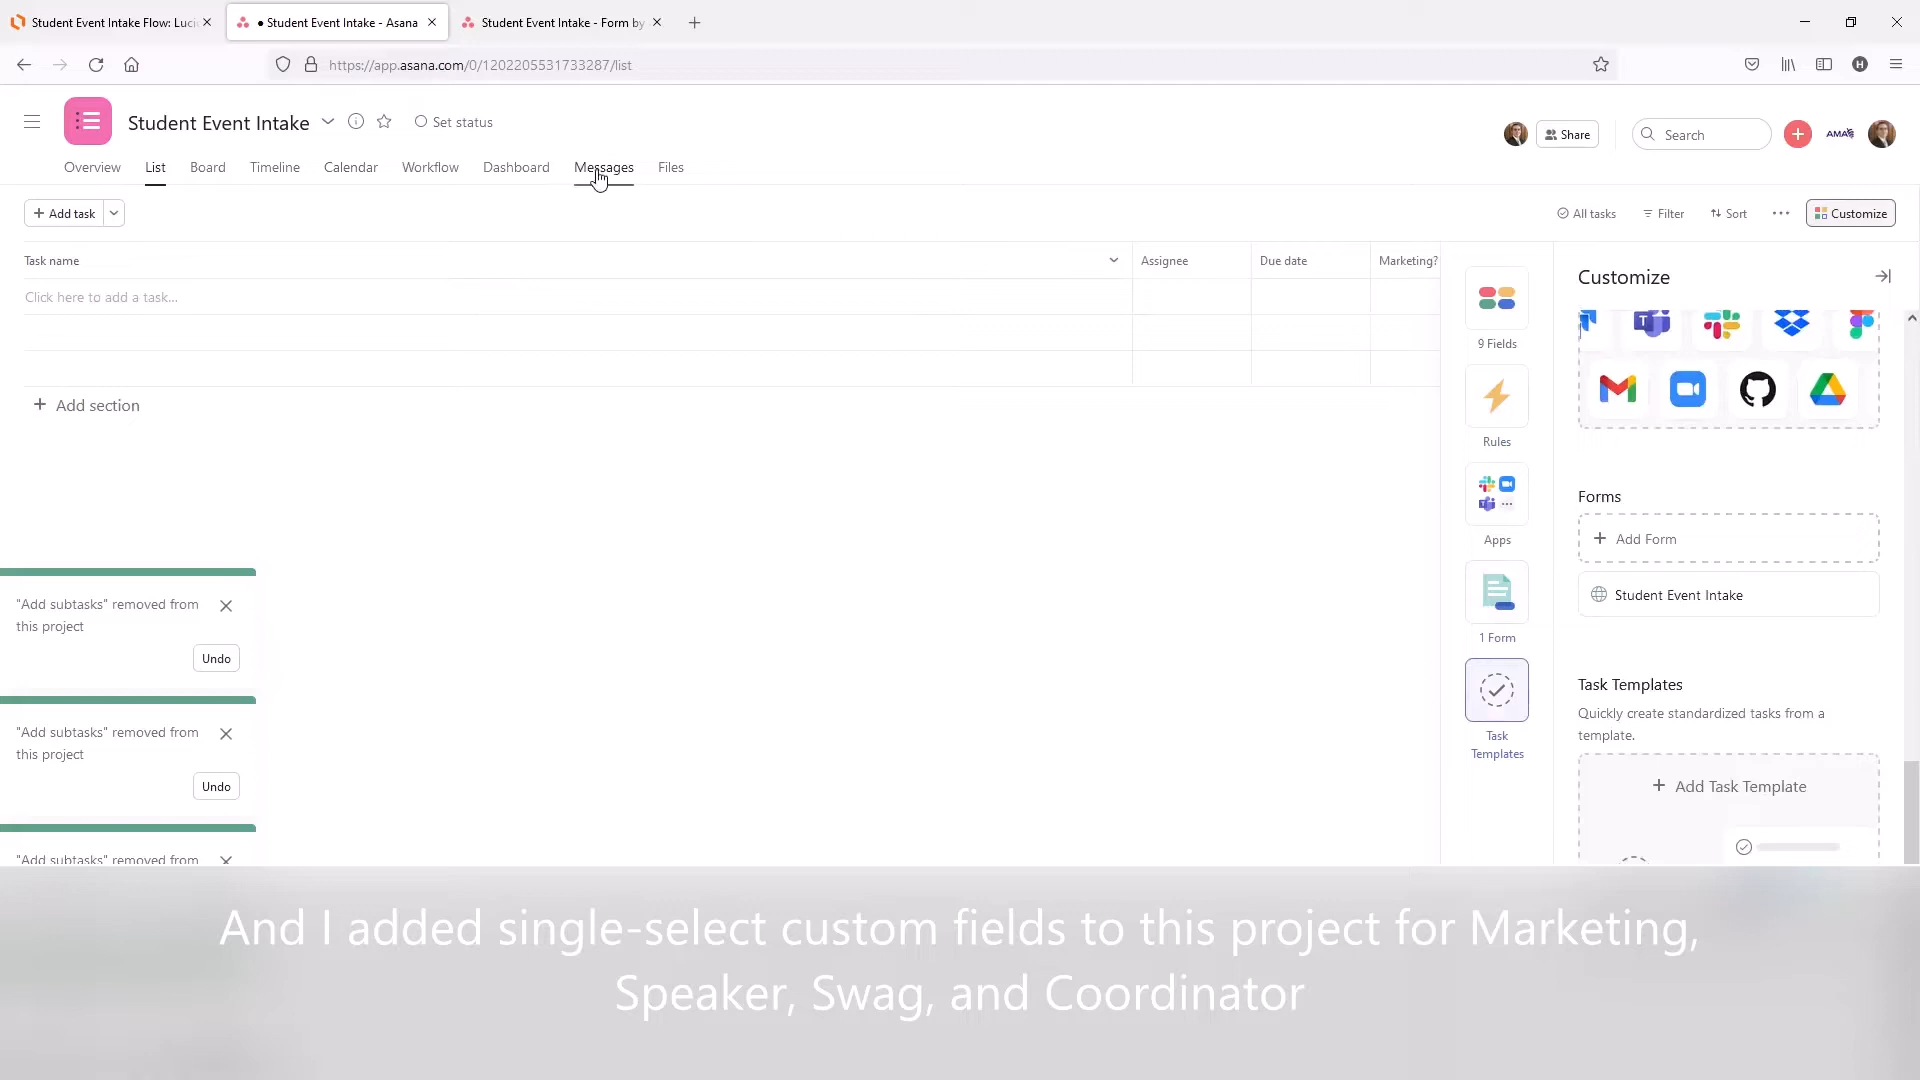 Student Event Intake Flow: Luci
• Student Event Intake - Asana
Student Event Intake - Form by
https://app.asana.com/0/1202205531733287/list
H
Student Event Intake
Set status
Share
Search
AMA
Overview
List
Board
Timeline
Calendar
Workflow
Dashboard
Messages
Files
+ Add task
All tasks
Filter
Sort
Customize
Task name
Assignee
Due date
Marketing?
Click here to add a task...
+ Add section
9 Fields
Rules
Apps
1 Form
Task
Templates
Customize
Forms
+ Add Form
Student Event Intake
Task Templates
Quickly create standardized tasks from a
template.
+ Add Task Template
"Add subtasks" removed from
this project
Undo
"Add subtasks" removed from
this project
Undo
"Add subtasks" removed from
And I added single-select custom fields to this project for Marketing,
Speaker, Swag, and Coordinator